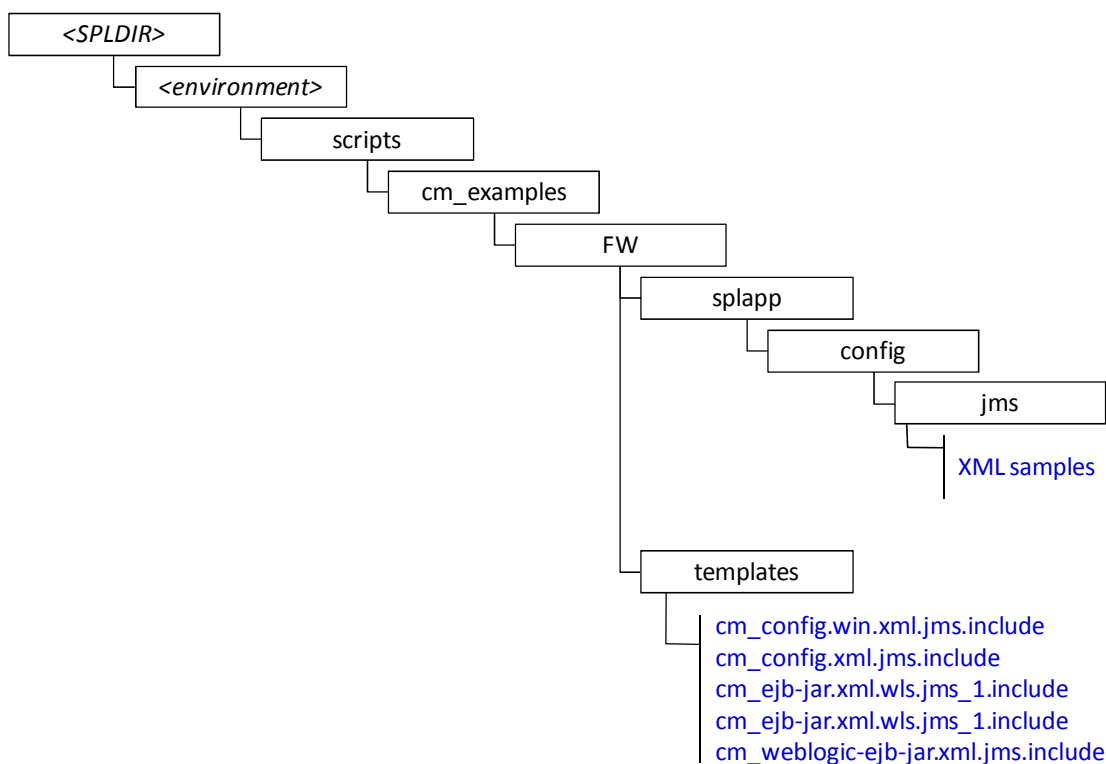 <SPLDIR>
<environment>
scripts
cm_examples
FW
splapp
config
jms
XML samples
templates
cm_config.win.xml.jms.include
cm_config.xml.jms.include
cm_ejb-jar.xml.wls.jms_1.include
cm_ejb-jar.xml.wls.jms_1.include
cm_weblogic-ejb-jar.xml.jms.include